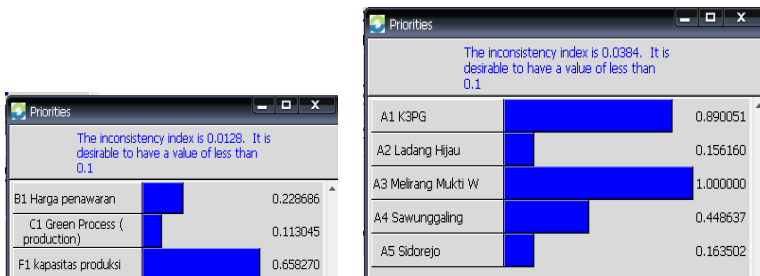 Priorities
The inconsistency index is 0.0128. It is
desirable to have a value of less than
0.1
B1 Harga penawaran 0.228686
C1 Green Process (
production) 0.113045
F1 kapasitas produksi 0.658270
Priorities
The inconsistency index is 0.0384. It is
desirable to have a value of less than
0.1
A1 K3PG 0.890051
A2 Ladang Hijau 0.156160
A3 Melirang Mukti W 1.000000
A4 Sawunggaling 0.448637
A5 Sidorejo 0.163502